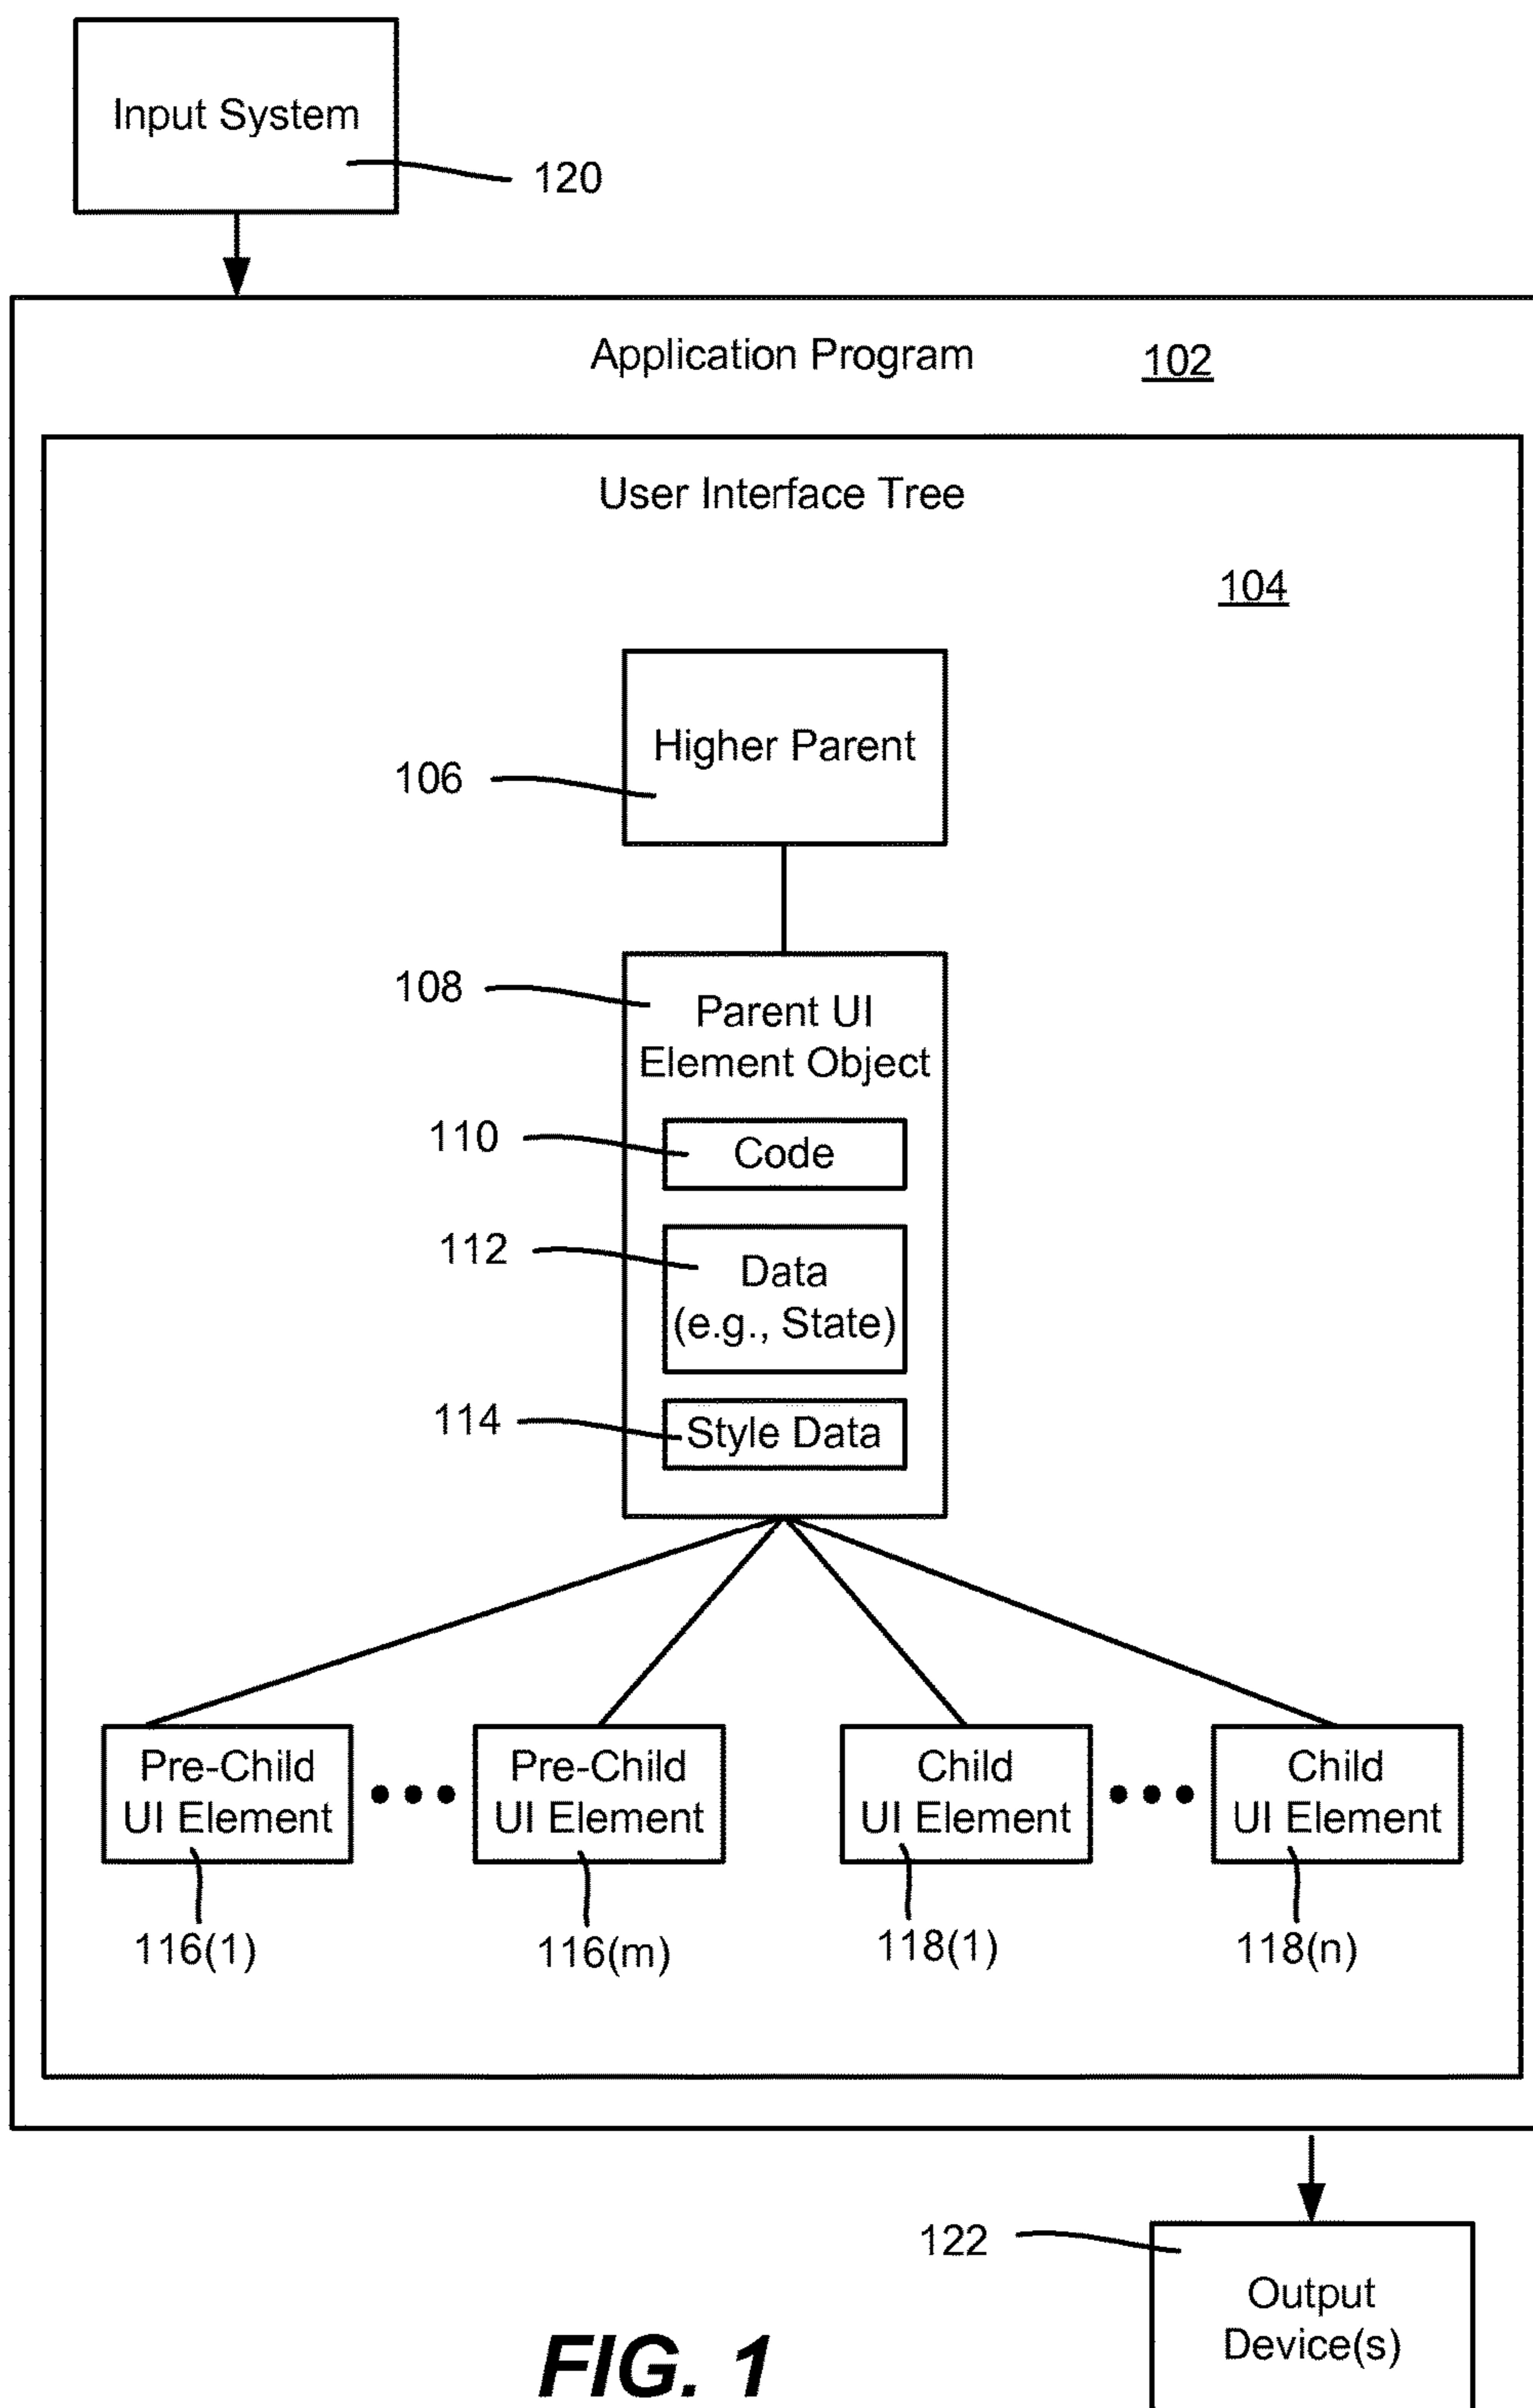 Input System
120
Application Program
102
User Interface Tree
104
Higher Parent
106
108
Parent UI
Element Object
110
Code
112
Data
(e.g., State)
114
Style Data
Pre-Child
UI Element
Pre-Child
UI Element
Child
UI Element
Child
UI Element
116(1)
116(m)
118(1)
118(n)
122
Output
Device(s)
FIG. 1